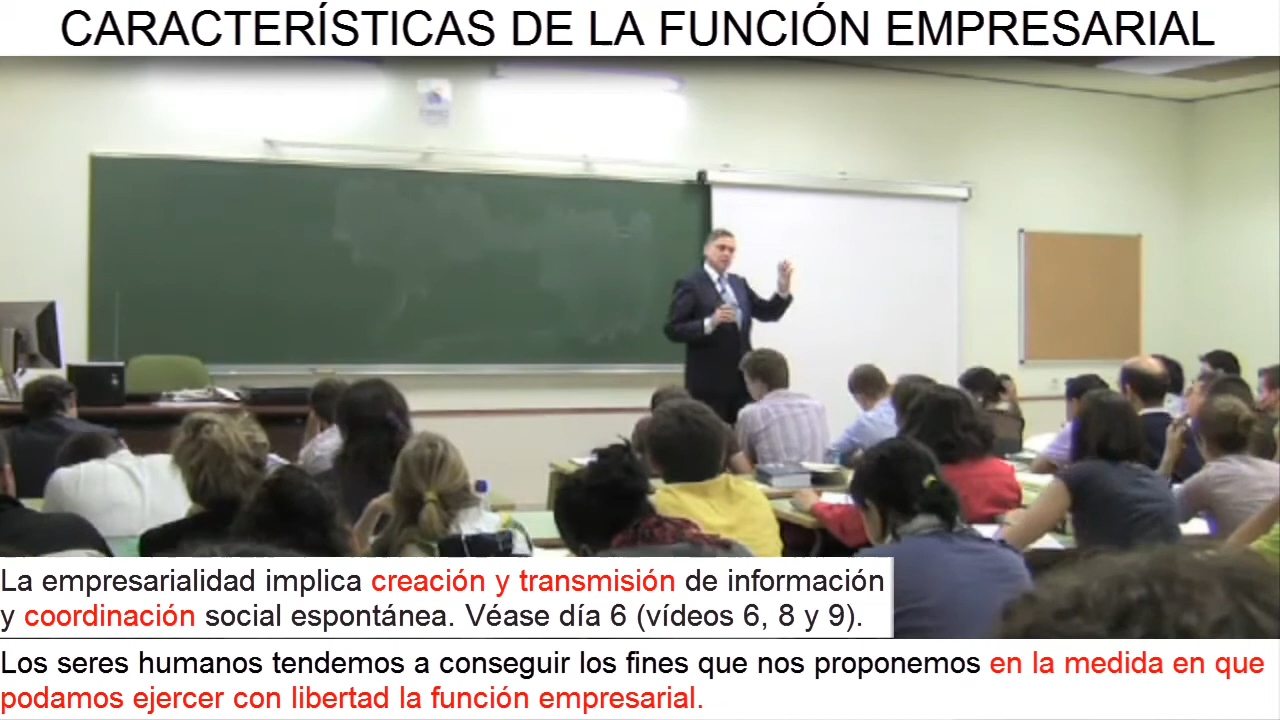 CARACTERÍSTICAS DE LA FUNCIÓN EMPRESARIAL
La empresarialidad implica creación y transmisión de información
y coordinación social espontánea. Véase día 6 (vídeos 6, 8 y 9).
Los seres humanos tendemos a conseguir los fines que nos proponemos en la medida en que
podamos ejercer con libertad la función empresarial.